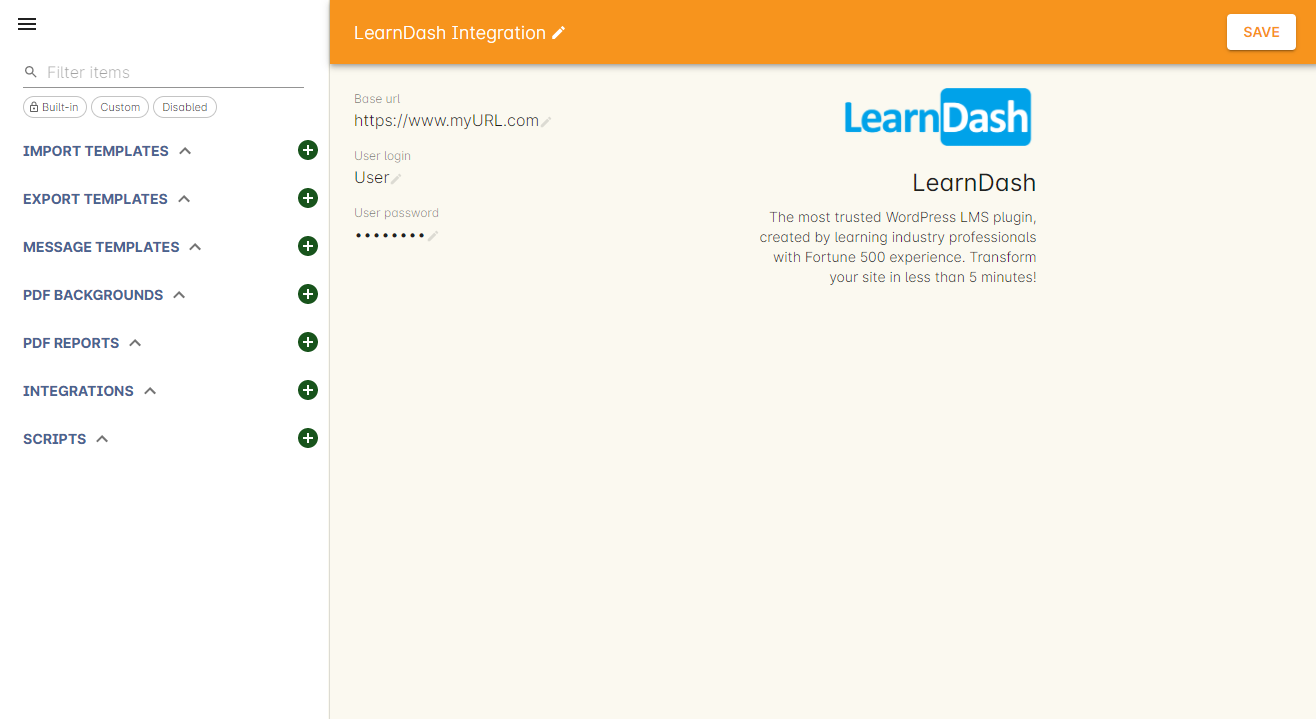 Filter items
Built-in Custom Disabled
IMPORT TEMPLATES
EXPORT TEMPLATES
MESSAGE TEMPLATES
PDF BACKGROUNDS
PDF REPORTS
INTEGRATIONS
SCRIPTS
LearnDash Integration
SAVE
Base url
https://www.myURL.com
User login
User
User password
••••••••
LearnDash
LearnDash
The most trusted WordPress LMS plugin,
created by learning industry professionals
with Fortune 500 experience. Transform
your site in less than 5 minutes!